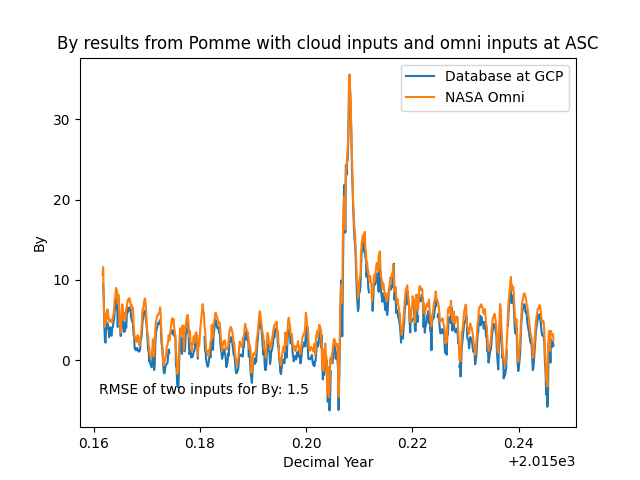 By results from Pomme with cloud inputs and omni inputs at ASC
Database at GCP
NASA Omni
30
20
10
0
By
RMSE of two inputs for By: 1.5
0.16 0.18 0.20 0.22 0.24
Decimal Year
+2.015e3